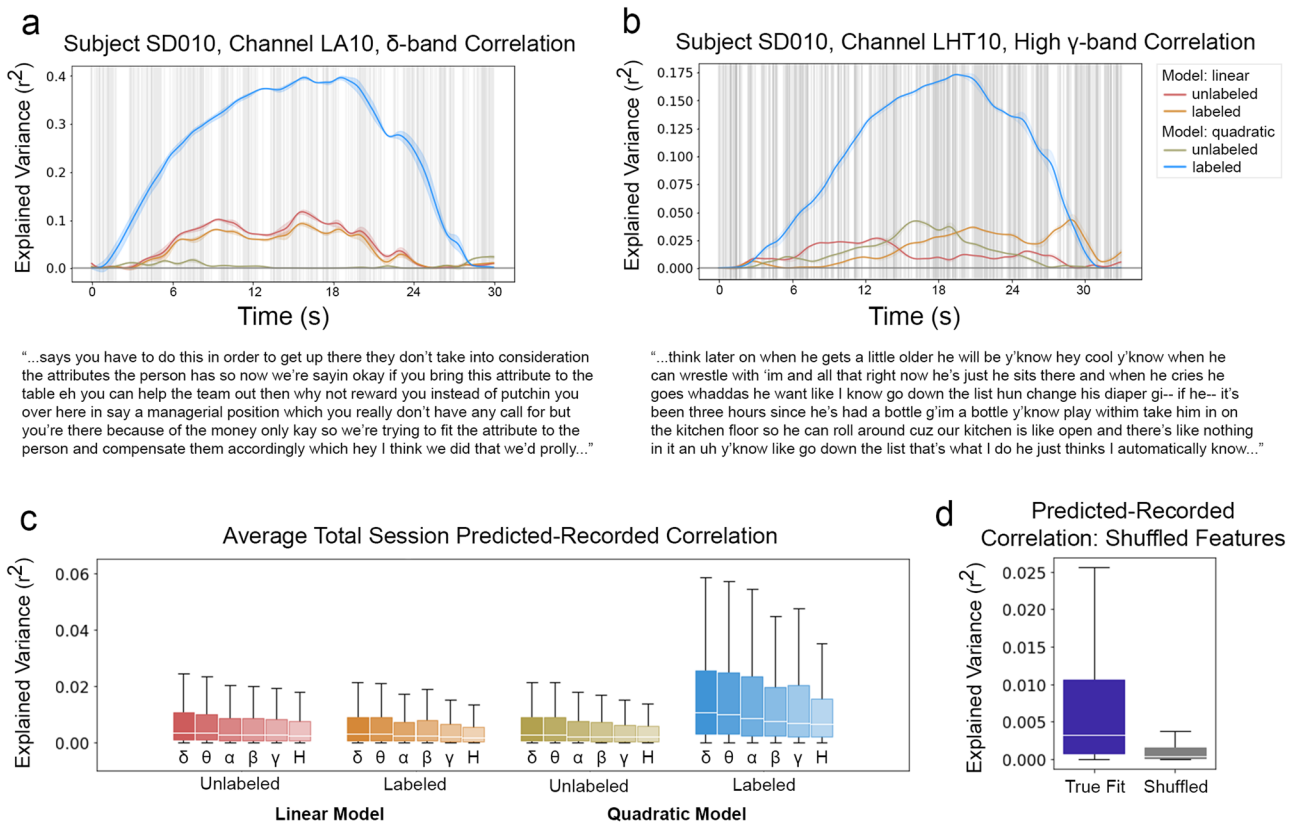 a
Subject SD010, Channel LA10, δ-band Correlation
Explained Variance (r2)
0.4
0.3
0.2
0.1
0.0
0 6 12 18 24 30
Time (s)
“...says you have to do this in order to get up there they don’t take into consideration
the attributes the person has so now we’re sayin okay if you bring this attribute to the
table eh you can help the team out then why not reward you instead of putchin you
over here in say a managerial position which you really don’t have any call for but
you’re there because of the money only kay so we’re trying to fit the attribute to the
person and compensate them accordingly which hey I think we did that we’d prolly...”
b
Subject SD010, Channel LHT10, High γ-band Correlation
Explained Variance (r2)
0.175
0.150
0.125
0.100
0.075
0.050
0.025
0.000
0 6 12 18 24 30
Time (s)
Model: linear
unlabeled
labeled
Model: quadratic
unlabeled
labeled
“...think later on when he gets a little older he will be y’know hey cool y’know when he
can wrestle with ‘im and all that right now he’s just he sits there and when he cries he
goes whaddas he want like I know go down the list hun change his diaper gi-- if he-- it’s
been three hours since he’s had a bottle g’im a bottle y’know play withim take him in on
the kitchen floor so he can roll around cuz our kitchen is like open and there’s like nothing
in it an uh y’know like go down the list that’s what I do he just thinks I automatically know...”
c
Average Total Session Predicted-Recorded Correlation
Explained Variance (r2)
0.06
0.04
0.02
0.00
δ θ α β γ H δ θ α β γ H δ θ α β γ H δ θ α β γ H
Unlabeled Labeled Unlabeled Labeled
Linear Model Quadratic Model
d
Predicted-Recorded
Correlation: Shuffled Features
Explained Variance (r2)
0.025
0.020
0.015
0.010
0.005
0.000
True Fit Shuffled